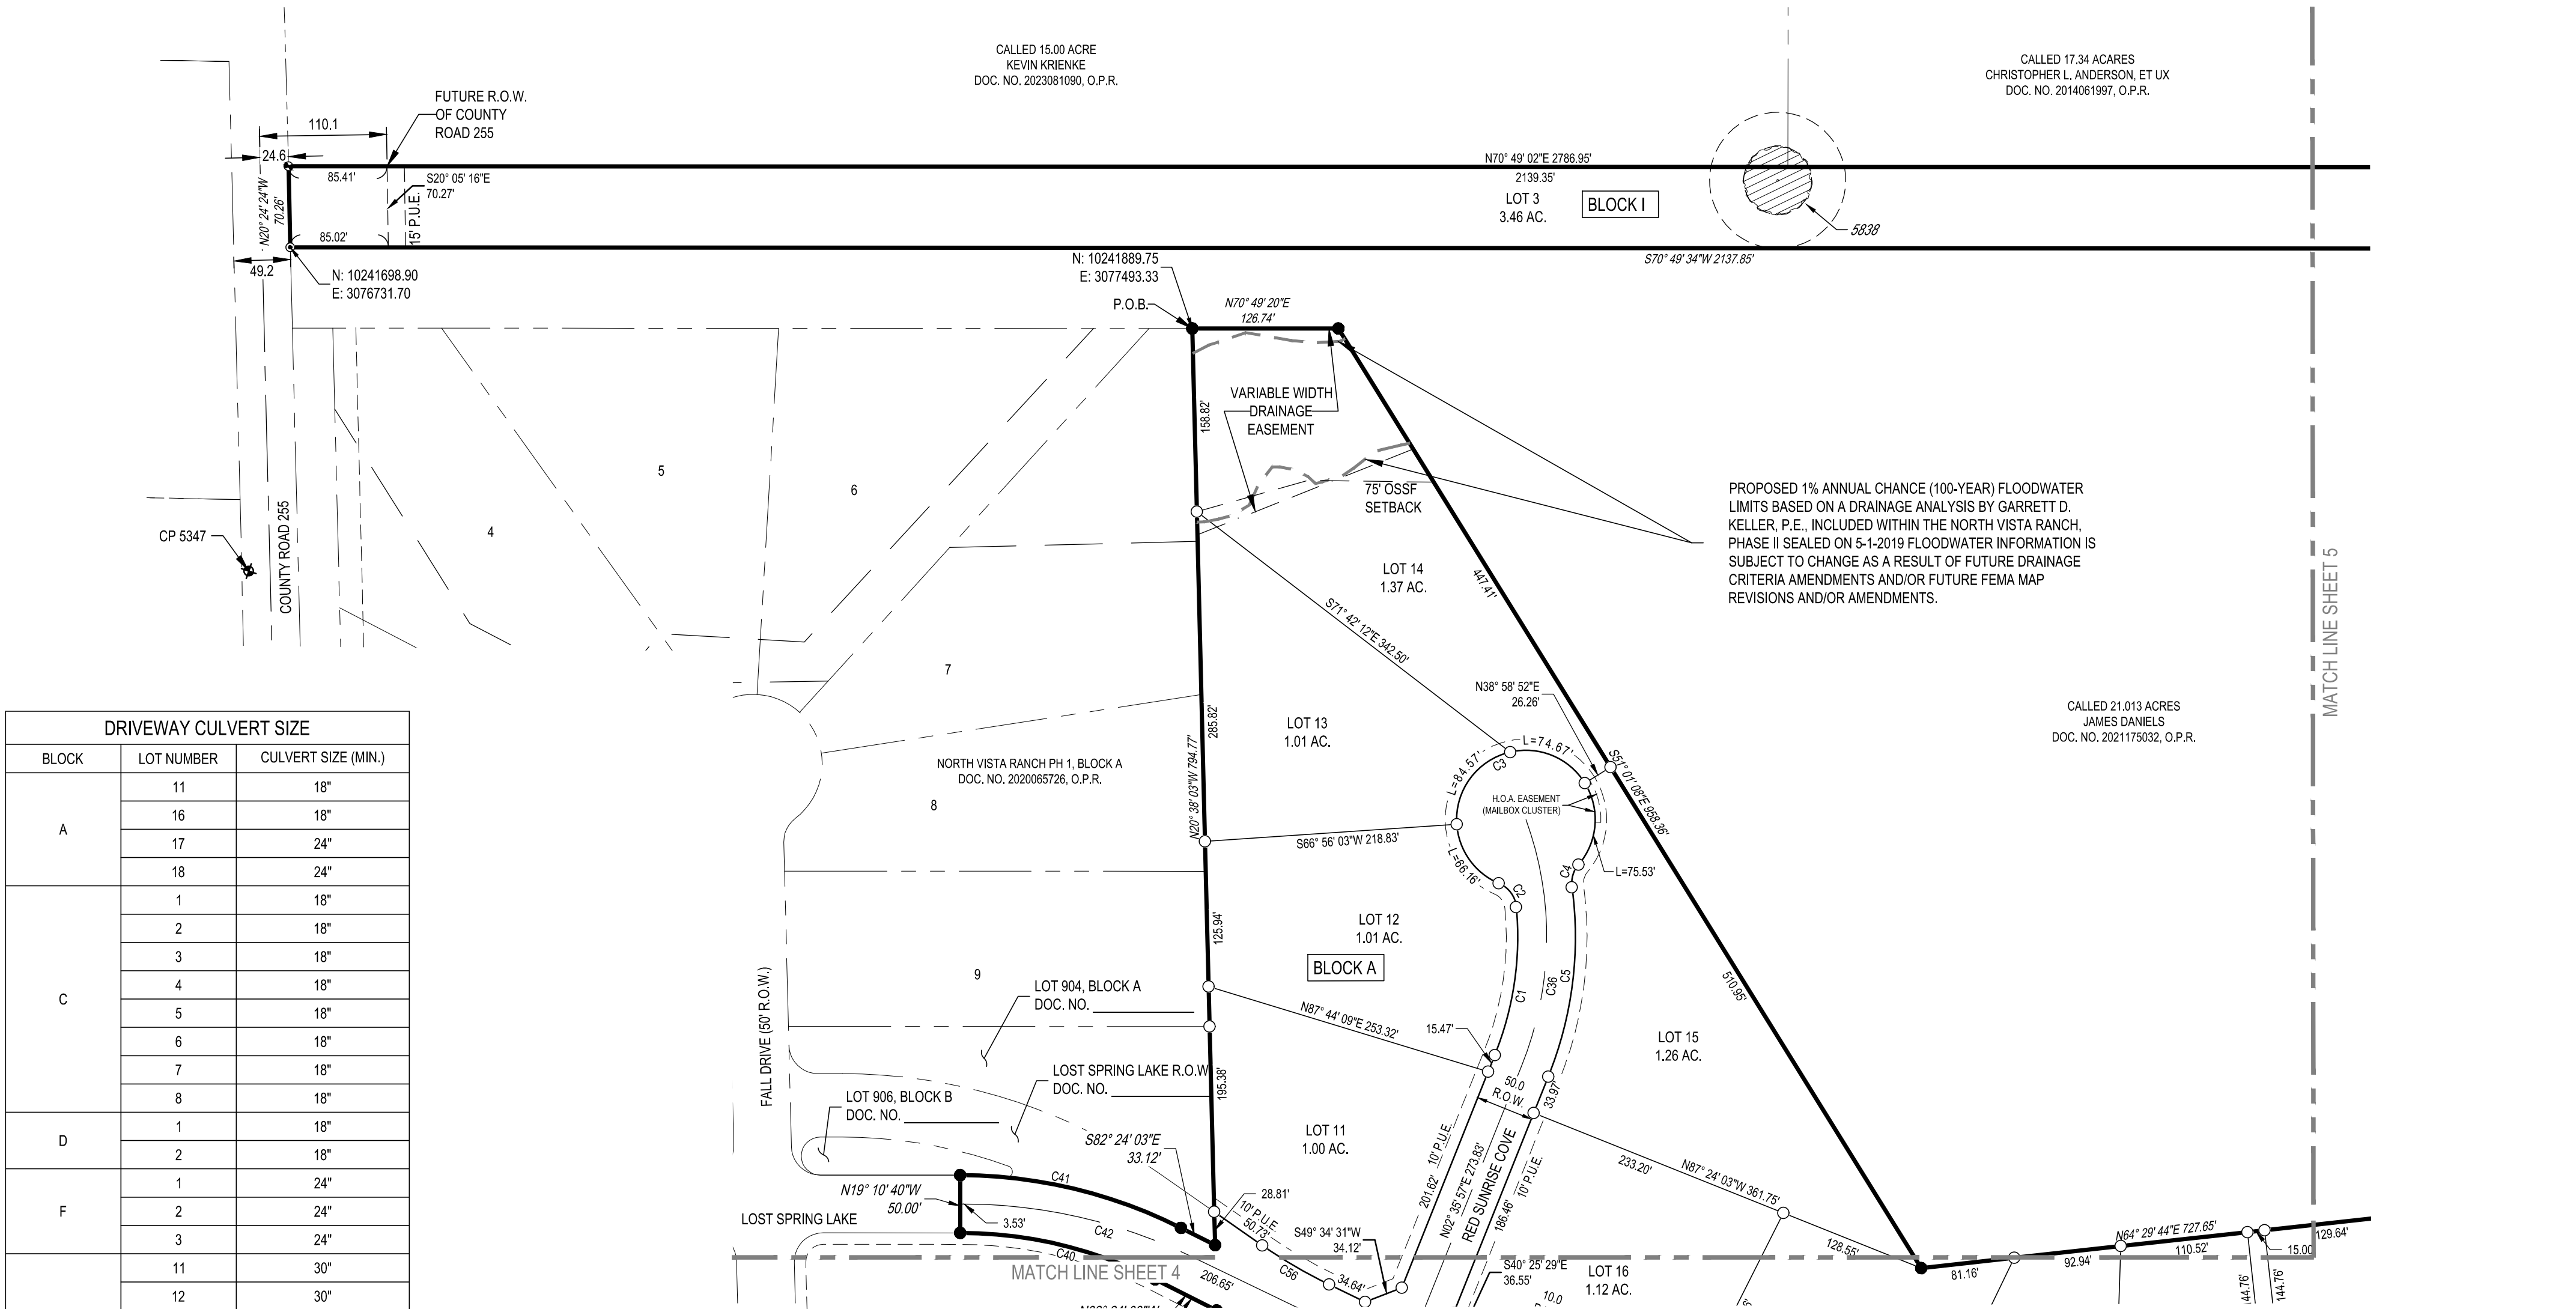 CALLED 15.00 ACRE
KEVIN KRIENKE
DOC. NO. 2023081090, O.P.R.
CALLED 17.34 ACARES
CHRISTOPHER L. ANDERSON, ET UX
DOC. NO. 2014061997, O.P.R.
FUTURE R.O.W.
OF COUNTY
ROAD 255
110.1
24.6
85.41'
S20° 05' 16"E
70.27'
N20° 24' 24"W
70.26'
15' P.U.E.
85.02'
49.2
N: 10241698.90
E: 3076731.70
N70° 49' 02"E 2786.95'
2139.35'
LOT 3
3.46 AC.
BLOCK I
5838
S70° 49' 34"W 2137.85'
N: 10241889.75
E: 3077493.33
P.O.B.
N70° 49' 20"E
126.74'
VARIABLE WIDTH
DRAINAGE
EASEMENT
158.82'
75' OSSF
SETBACK
PROPOSED 1% ANNUAL CHANCE (100-YEAR) FLOODWATER
LIMITS BASED ON A DRAINAGE ANALYSIS BY GARRETT D.
KELLER, P.E., INCLUDED WITHIN THE NORTH VISTA RANCH,
PHASE II SEALED ON 5-1-2019 FLOODWATER INFORMATION IS
SUBJECT TO CHANGE AS A RESULT OF FUTURE DRAINAGE
CRITERIA AMENDMENTS AND/OR FUTURE FEMA MAP
REVISIONS AND/OR AMENDMENTS.
MATCH LINE SHEET 5
CP 5347
COUNTY ROAD 255
4
5
6
7
8
9
LOT 14
1.37 AC.
447.41'
S71° 42' 12"E 342.50'
N38° 58' 52"E
26.26'
LOT 13
1.01 AC.
285.82'
N20° 38' 03"W 794.77'
NORTH VISTA RANCH PH 1, BLOCK A
DOC. NO. 2020065726, O.P.R.
L=74.67'
L=84.57'
C3
H.O.A. EASEMENT
(MAILBOX CLUSTER)
S51° 01' 08"E 958.36'
CALLED 21.013 ACRES
JAMES DANIELS
DOC. NO. 2021175032, O.P.R.
S66° 56' 03"W 218.83'
L=66.16'
C2
C4
L=75.53'
LOT 12
1.01 AC.
BLOCK A
125.94'
C1
C36
C5
510.95'
LOT 904, BLOCK A
DOC. NO.
N87° 44' 09"E 253.32'
15.47'
LOT 15
1.26 AC.
FALL DRIVE (50' R.O.W.)
LOST SPRING LAKE R.O.W
DOC. NO.
195.38'
50.0
R.O.W.
33.97'
LOT 906, BLOCK B
DOC. NO.
S82° 24' 03"E
33.12'
LOT 11
1.00 AC.
10' P.U.E.
201.62'
N02° 35' 57"E 273.83'
RED SUNRISE COVE
186.46'
10' P.U.E.
233.20'
N87° 24' 03"W 361.75'
128.55'
N19° 10' 40"W
50.00'
C41
3.53'
LOST SPRING LAKE
C42
C40
28.81'
10' P.U.E.
50.73'
S49° 34' 31"W
34.12'
C56
34.64'
206.65'
MATCH LINE SHEET 4
S40° 25' 29"E
36.55'
LOT 16
1.12 AC.
10.0
N64° 29' 44"E 727.65'
81.16'
92.94'
110.52'
15.00
129.64'
144.76'
144.76'
DRIVEWAY CULVERT SIZE
BLOCK LOT NUMBER CULVERT SIZE (MIN.)
A
11 18"
16 18"
17 24"
18 24"
C
1 18"
2 18"
3 18"
4 18"
5 18"
6 18"
7 18"
8 18"
D
1 18"
2 18"
F
1 24"
2 24"
3 24"
11 30"
12 30"